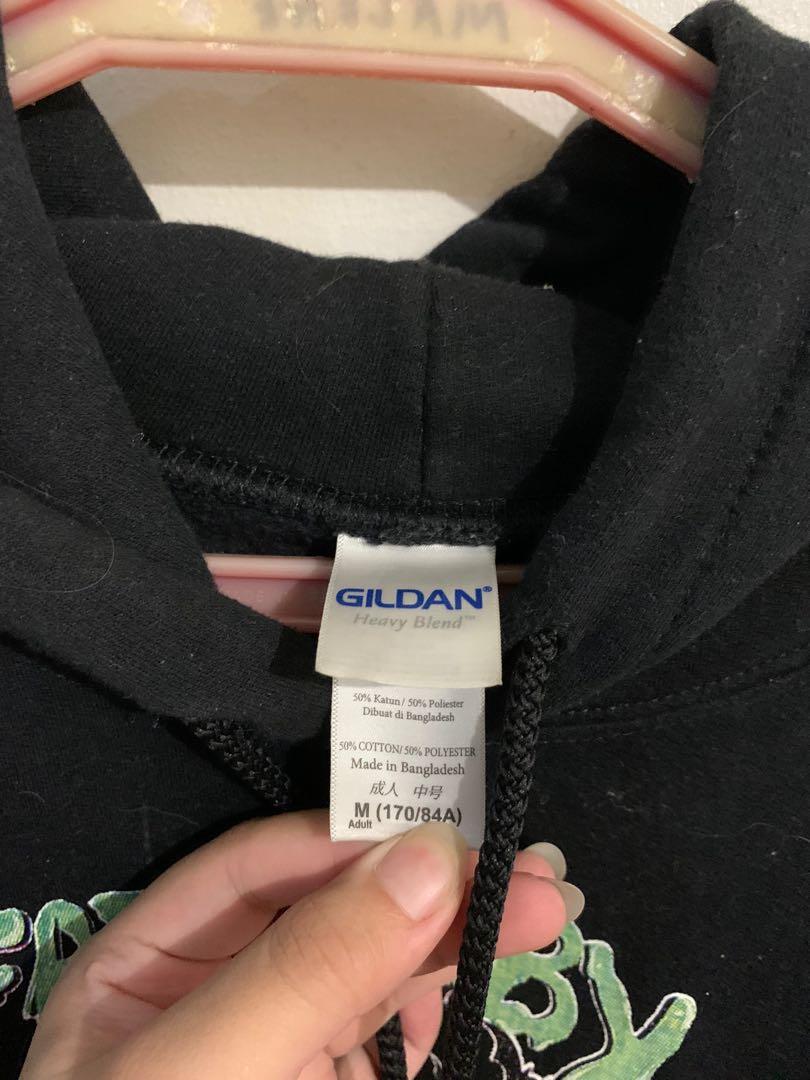 GILDAN®
Heavy Blend™
50% Katun/ 50% Poliester
Dibuat di Bangladesh
50% COTTON/ 50% POLYESTER
Made in Bangladesh
成人 中号
M (170/84A)
Adult